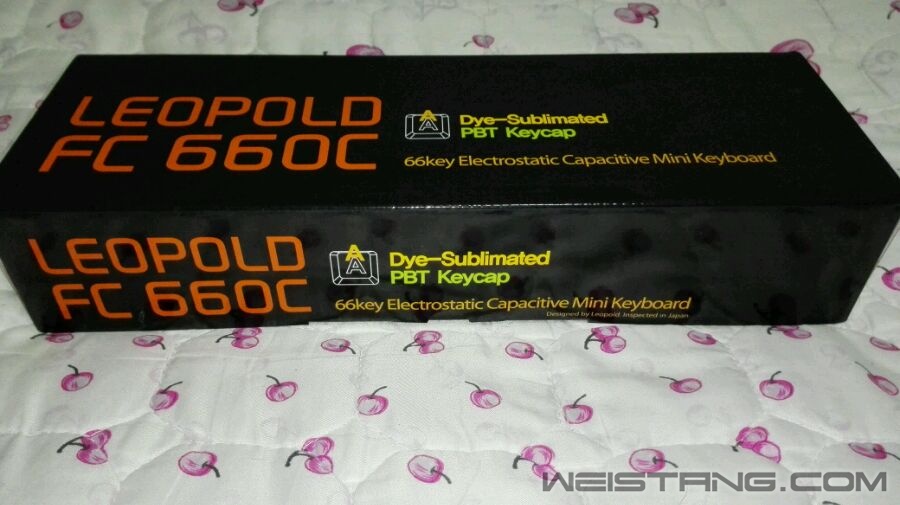 LEOPOLD
FC 660C
A
A
Dye-Sublimated
PBT Keycap
66key Electrostatic Capacitive Mini Keyboard
LEOPOLD
FC 660C
A
A
Dye-Sublimated
PBT Keycap
66key Electrostatic Capacitive Mini Keyboard
Designed by Leopold Inspected in Japan
WEISTANG.COM